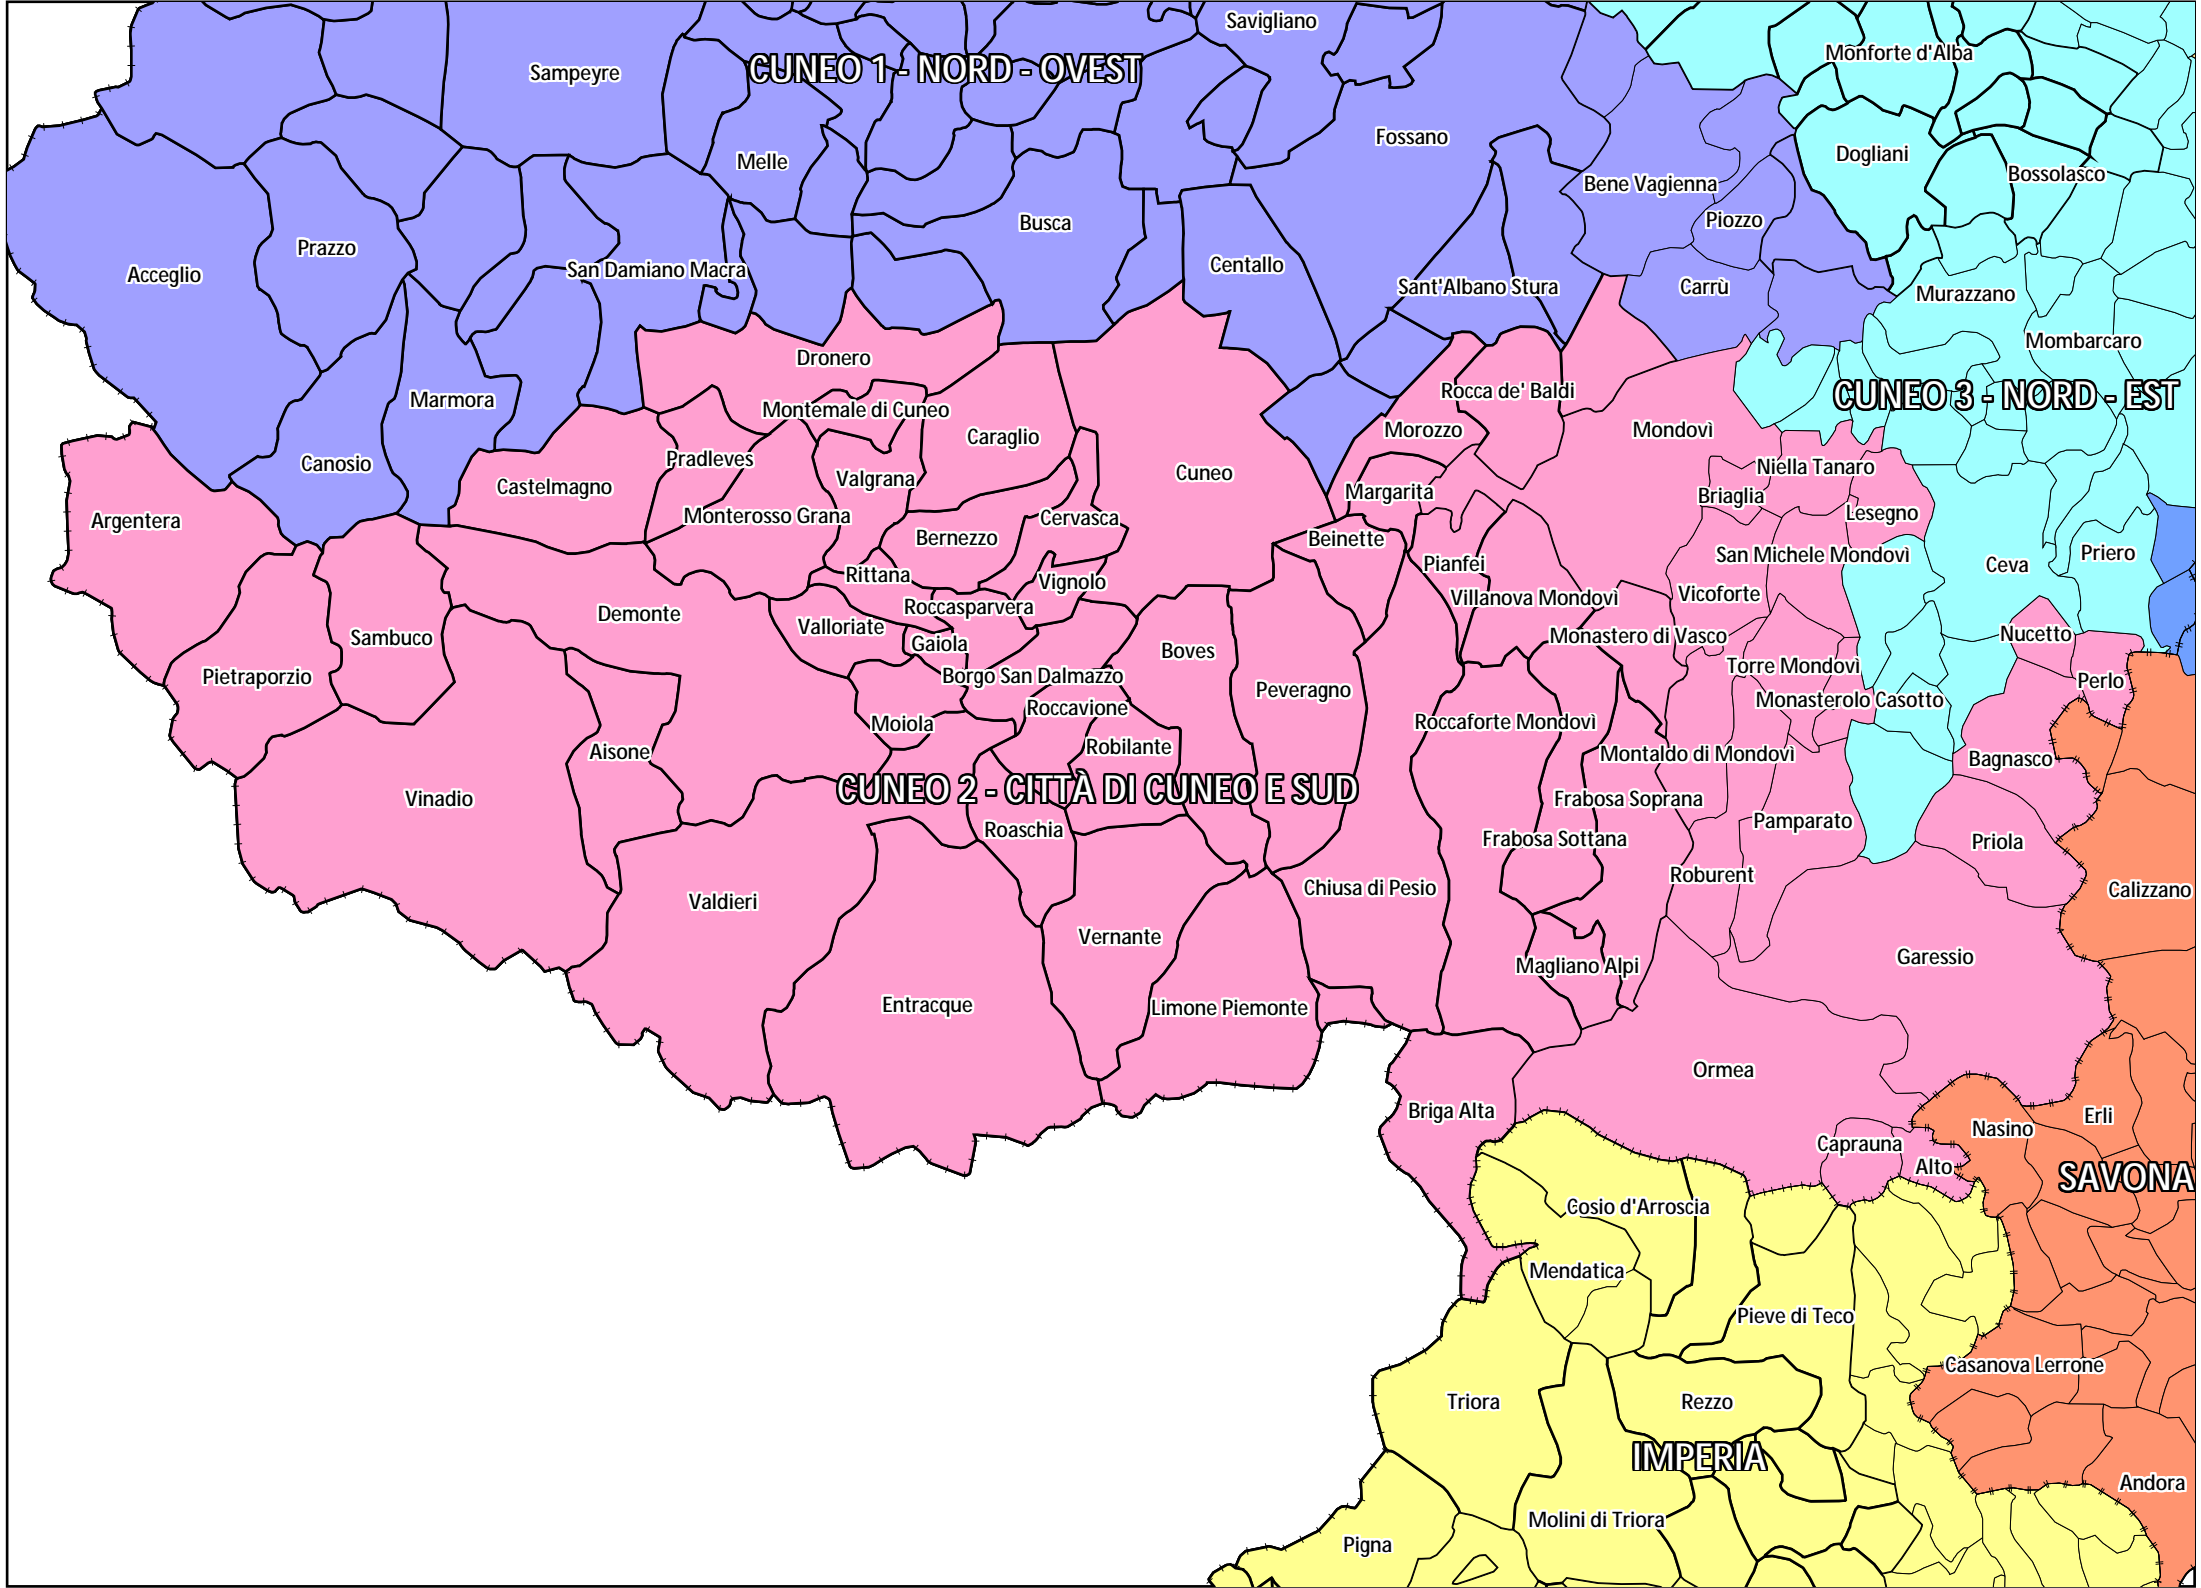 Savigliano
Monforte d'Alba
CUNEO 1 - NORD - OVEST
Sampeyre
Fossano
Dogliani
Melle
Bossolasco
Bene Vagienna
Busca
Piozzo
Prazzo
Centallo
San Damiano Macra
Acceglio
Sant'Albano Stura
Carrù
Murazzano
Mombarcaro
Dronero
Rocca de' Baldi
CUNEO 3 - NORD - EST
Marmora
Montemale di Cuneo
Morozzo
Mondovì
Caraglio
Pradleves
Canosio
Niella Tanaro
Cuneo
Valgrana
Castelmagno
Margarita
Briaglia
Lesegno
Monterosso Grana
Cervasca
Argentera
Bernezzo
Beinette
San Michele Mondovì
Priero
Pianfei
Ceva
Rittana
Vignolo
Vicoforte
Villanova Mondovì
Roccasparvera
Demonte
Valloriate
Nucetto
Monastero di Vasco
Sambuco
Gaiola
Boves
Torre Mondovì
Pietraporzio
Borgo San Dalmazzo
Perlo
Peveragno
Monasterolo Casotto
Roccavione
Roccaforte Mondovì
Moiola
Robilante
Aisone
Montaldo di Mondovì
Bagnasco
CUNEO 2 - CITTÀ DI CUNEO E SUD
Vinadio
Frabosa Soprana
Pamparato
Roaschia
Frabosa Sottana
Priola
Roburent
Chiusa di Pesio
Calizzano
Valdieri
Vernante
Garessio
Magliano Alpi
Entracque
Limone Piemonte
Ormea
Briga Alta
Erli
Nasino
Caprauna
Alto
SAVONA
Cosio d'Arroscia
Mendatica
Pieve di Teco
Casanova Lerrone
Triora
Rezzo
IMPERIA
Andora
Molini di Triora
Pigna